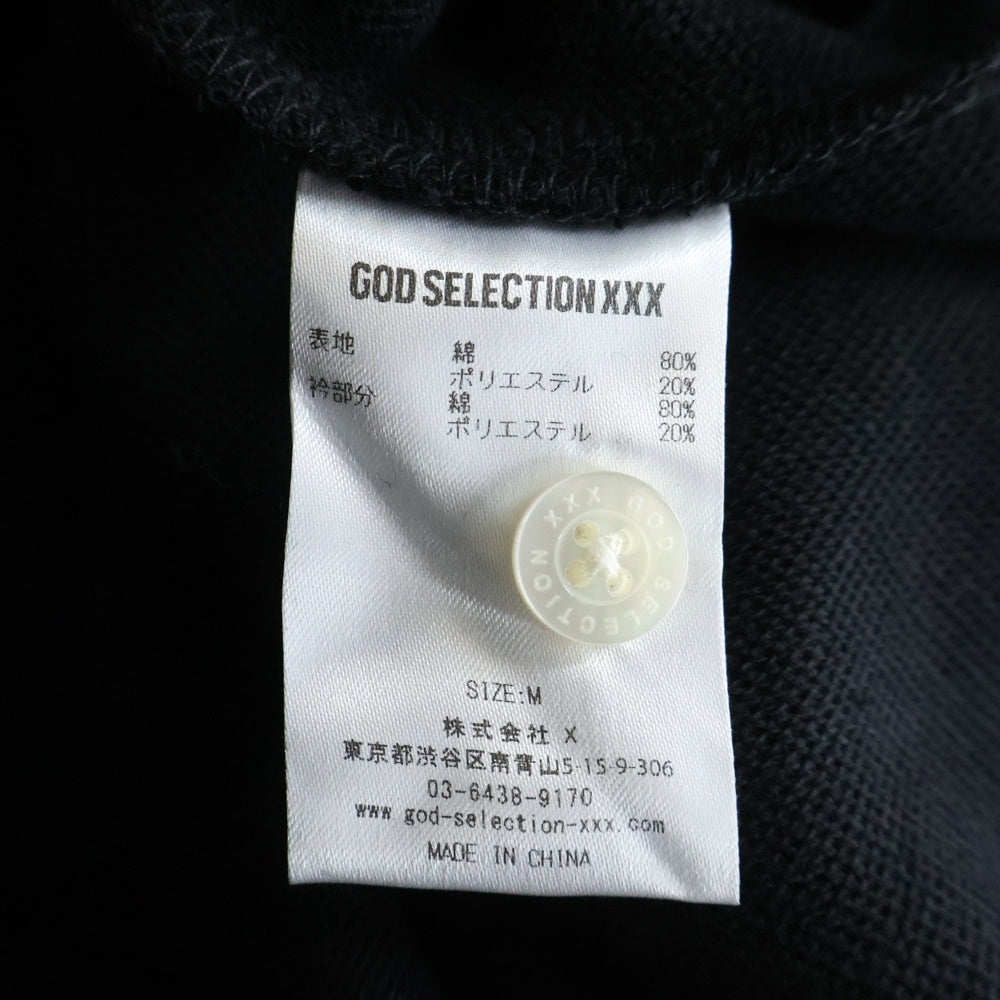 GOD SELECTION XXX
表地 綿 80%
ポリエステル 20%
衿部分 綿 80%
ポリエステル 20%
GOD SELECTION XXX
SIZE:M
株式会社 X
東京都渋谷区南青山5-15-9-306
03-6438-9170
www god-selection-xxx.com
MADE IN CHINA